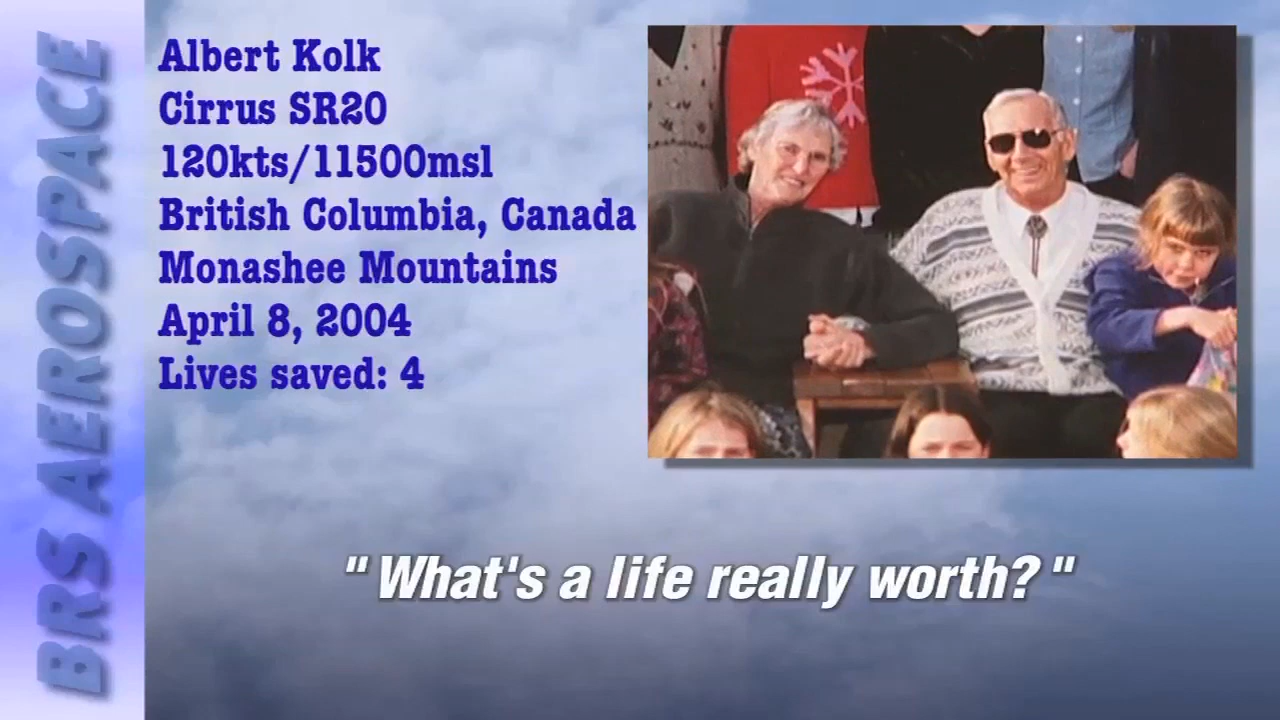 BRS AEROSPACE
Albert Kolk
Cirrus SR20
120kts/11500msl
British Columbia, Canada
Monashee Mountains
April 8, 2004
Lives saved: 4
"What's a life really worth?"